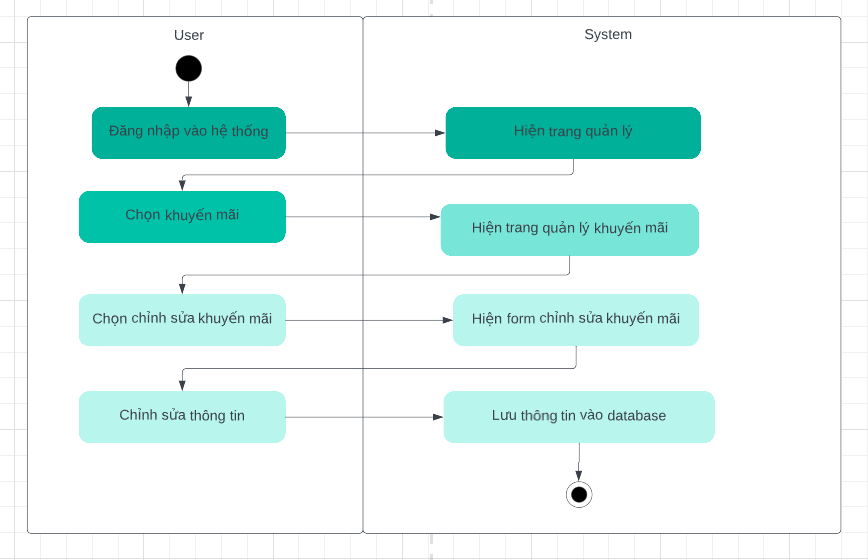 User
System
Đăng nhập vào hệ thống
Hiện trang quản lý
Chọn khuyến mãi
Hiện trang quản lý khuyến mãi
Chọn chỉnh sửa khuyến mãi
Hiện form chỉnh sửa khuyến mãi
Chỉnh sửa thông tin
Lưu thông tin vào database